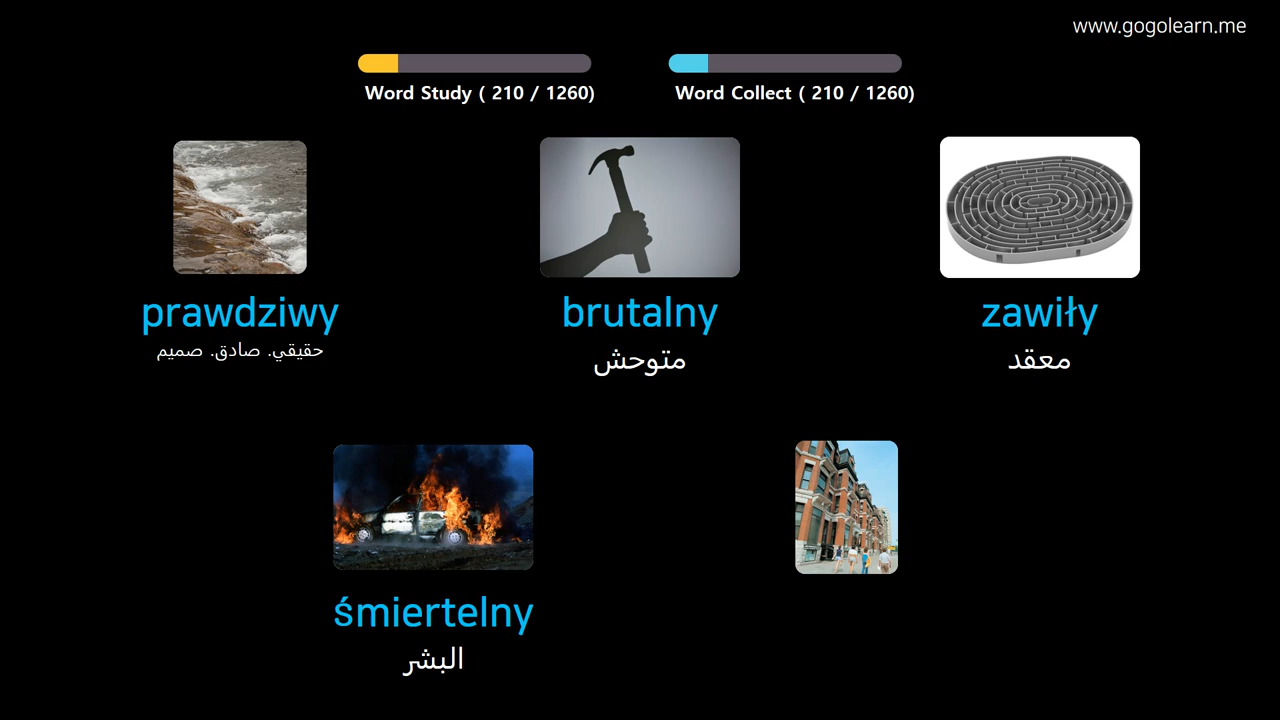 www.gogolearn.me
Word Study ( 210 / 1260)
Word Collect ( 210 / 1260)
prawdziwy
حقيقي. صادق. صميم
brutalny
متوحش
zawiły
معقد
śmiertelny
البشر